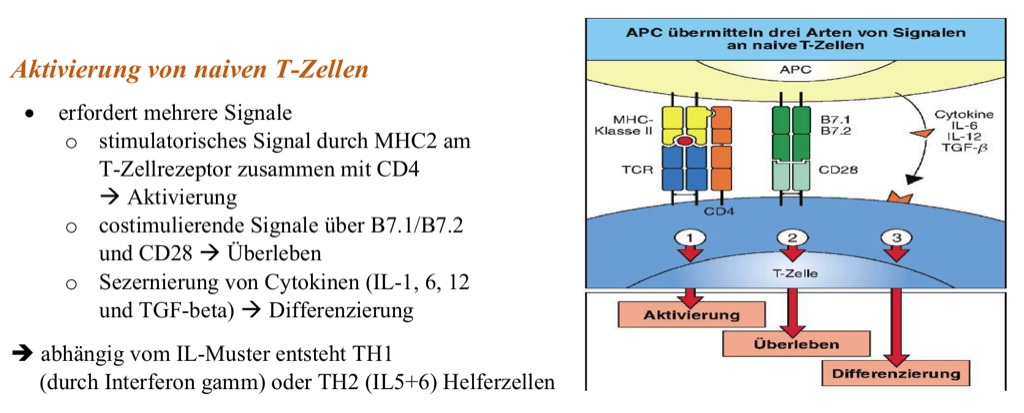 Aktivierung von naiven T-Zellen
• erfordert mehrere Signale
o stimulatorisches Signal durch MHC2 am
T-Zellrezeptor zusammen mit CD4
→ Aktivierung
o costimulierende Signale über B7.1/B7.2
und CD28 → Überleben
o Sezernierung von Cytokinen (IL-1, 6, 12
und TGF-beta) → Differenzierung
→ abhängig vom IL-Muster entsteht TH1
(durch Interferon gamm) oder TH2 (IL5+6) Helferzellen
APC übermitteln drei Arten von Signalen
an naive T-Zellen
APC
MHC-
Klasse II
B7.1
B7.2
Cytokine
IL-6
IL-12
TGF-β
TCR
CD28
CD4
1
2
3
T-Zelle
Aktivierung
Überleben
Differenzierung